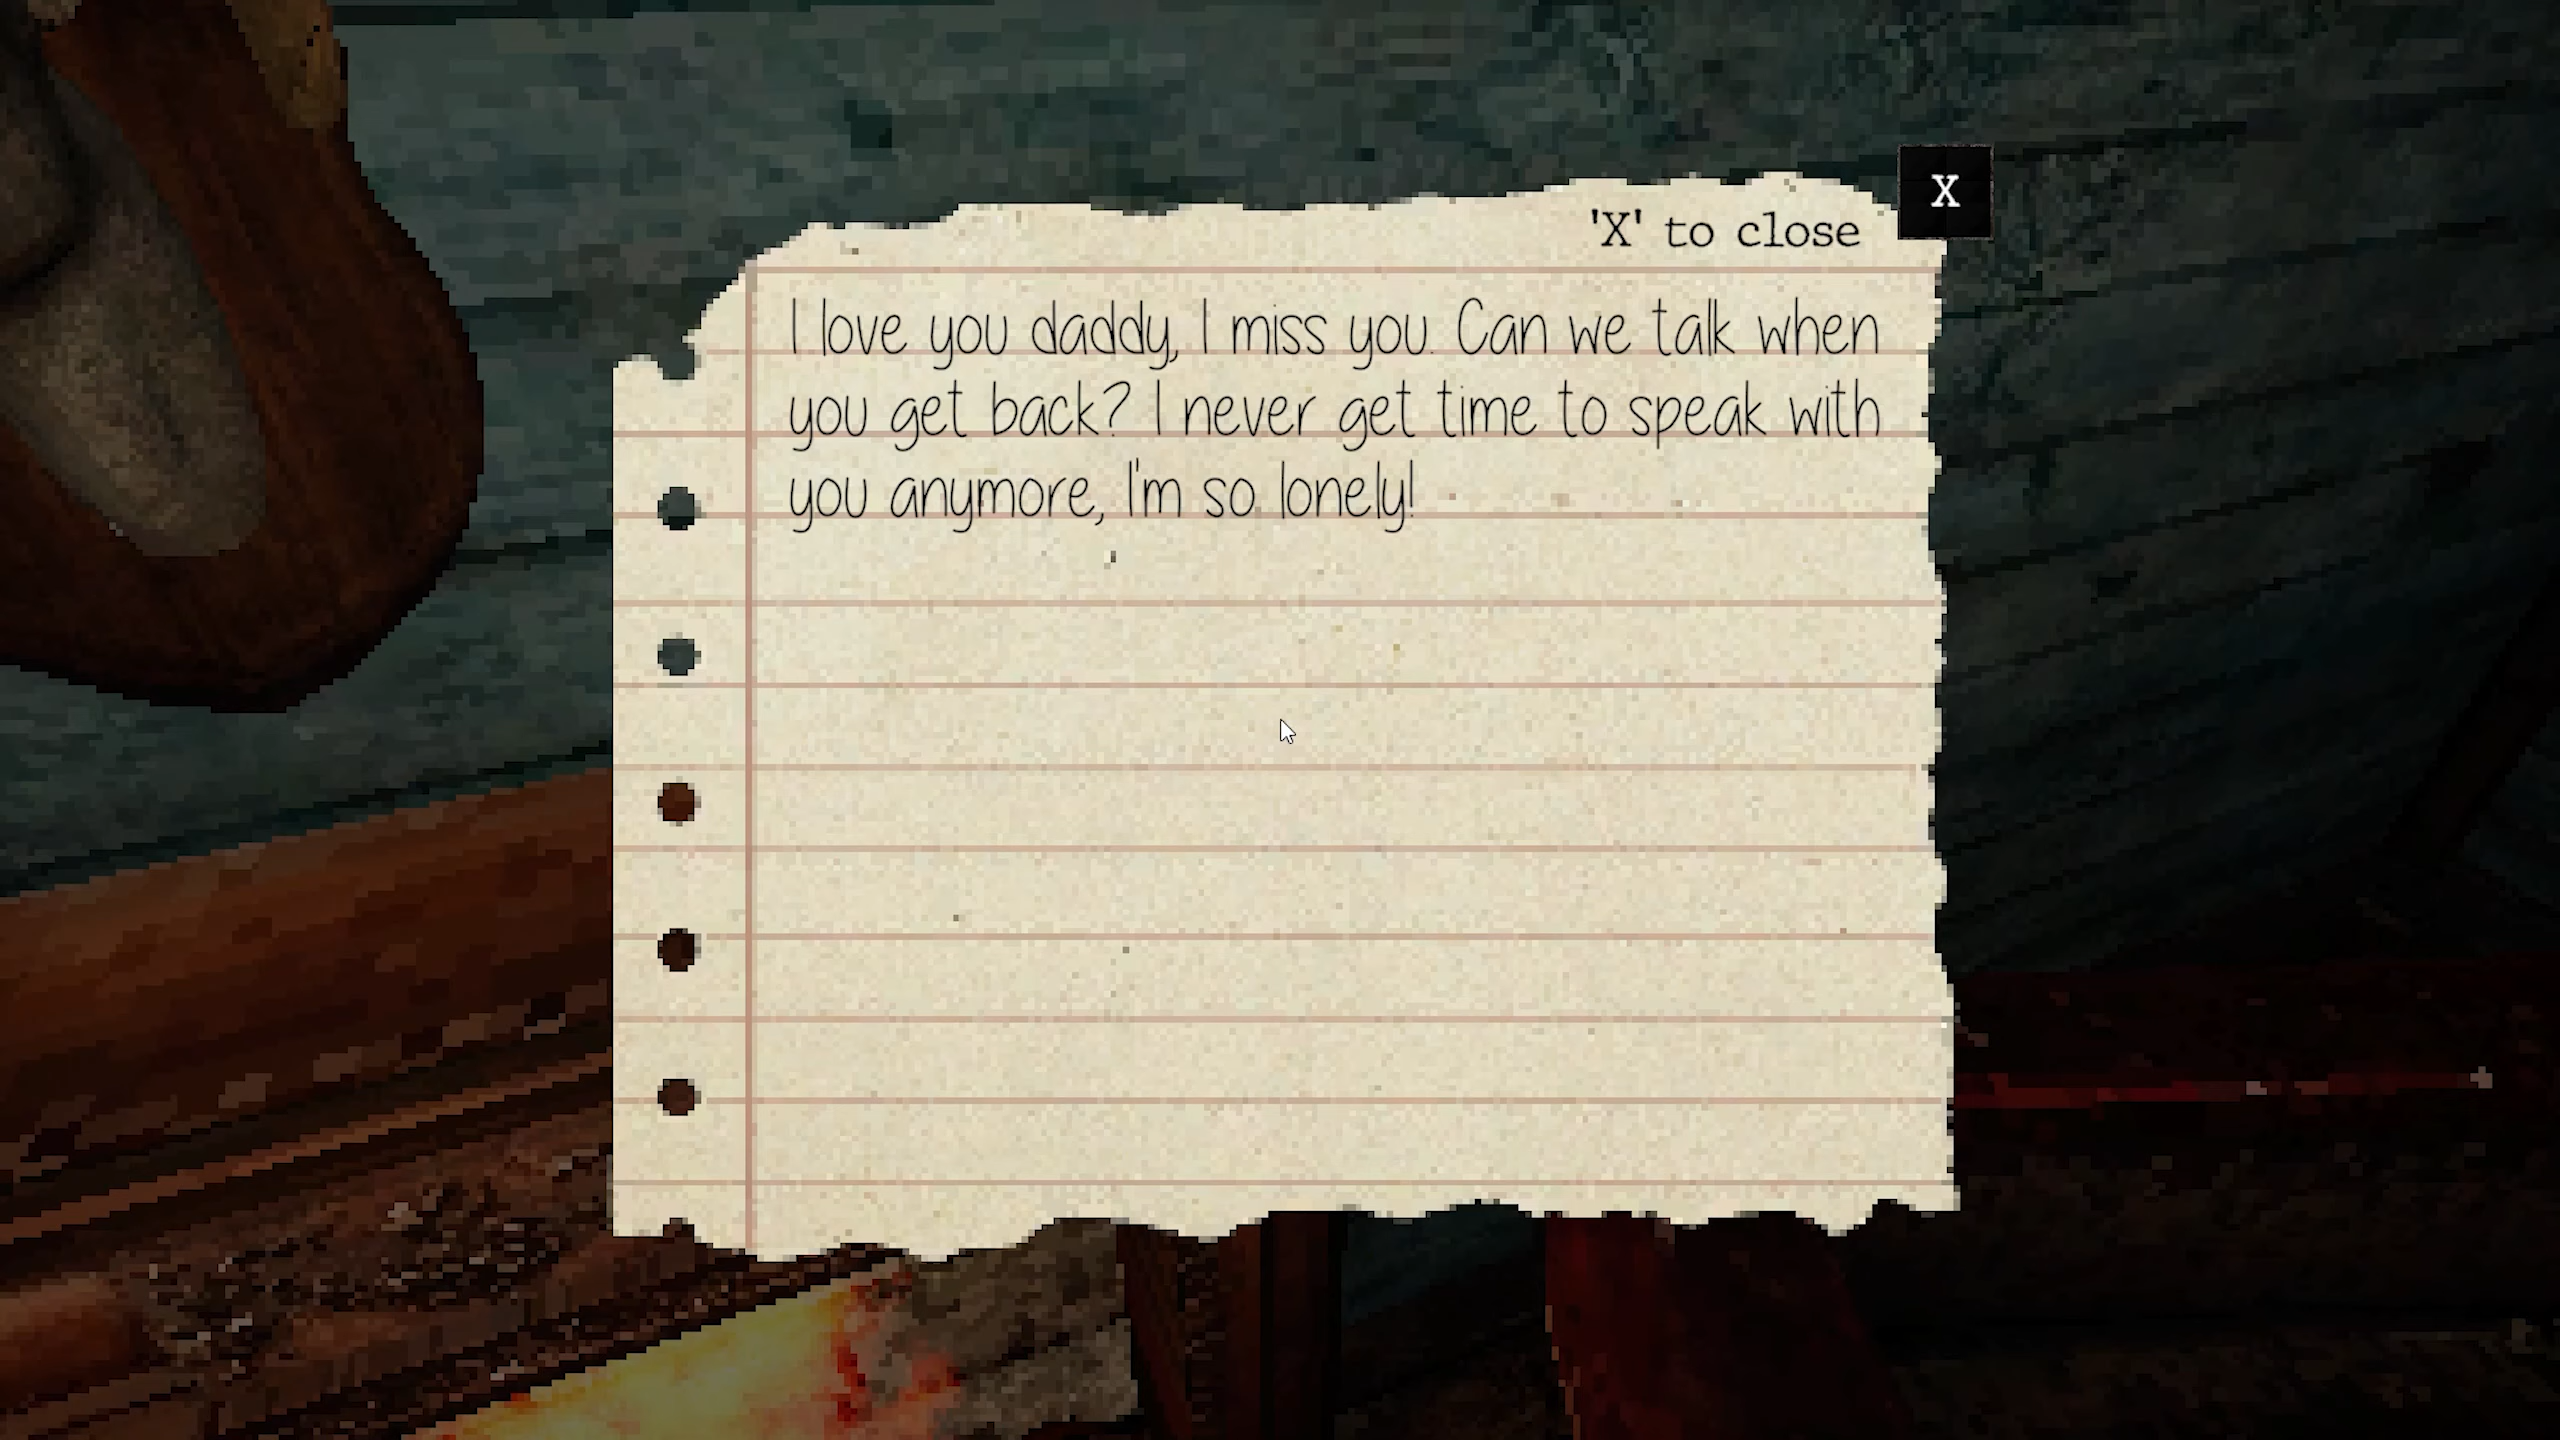 X
'X' to close
I love you daddy, I miss you. Can we talk when
you get back? I never get time to speak with
you anymore, I'm so lonely!